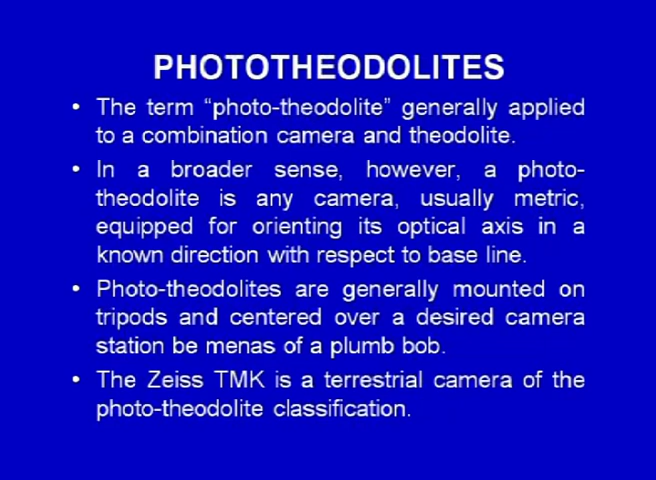 PHOTOTHEODOLITES
• The term “photo-theodolite” generally applied
to a combination camera and theodolite.
• In a broader sense, however, a photo-
theodolite is any camera, usually metric,
equipped for orienting its optical axis in a
known direction with respect to base line.
• Photo-theodolites are generally mounted on
tripods and centered over a desired camera
station be menas of a plumb bob.
• The Zeiss TMK is a terrestrial camera of the
photo-theodolite classification.